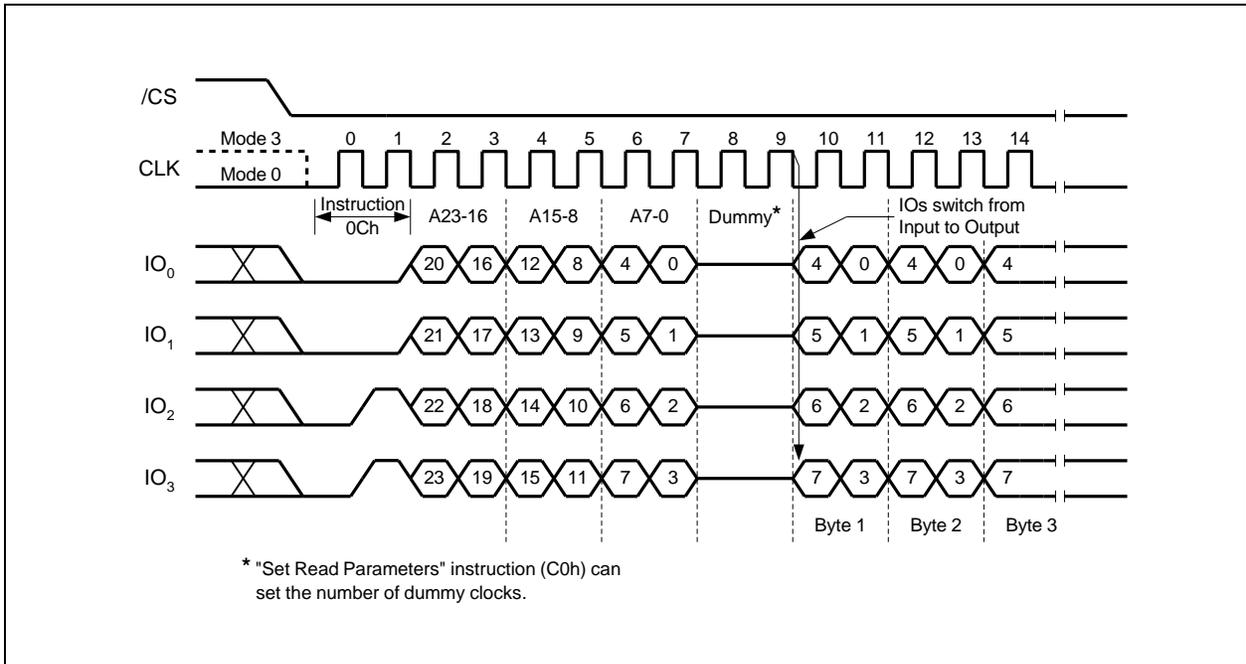 /CS
Mode 3
0 1 2 3 4 5 6 7 8 9 10 11 12 13 14
CLK
Mode 0
Instruction
0Ch
A23-16 A15-8 A7-0 Dummy*
IOs switch from
Input to Output
IO0 20 16 12 8 4 0 4 0 4 0 4
IO1 21 17 13 9 5 1 5 1 5 1 5
IO2 22 18 14 10 6 2 6 2 6 2 6
IO3 23 19 15 11 7 3 7 3 7 3 7
Byte 1 Byte 2 Byte 3
* "Set Read Parameters" instruction (C0h) can
set the number of dummy clocks.